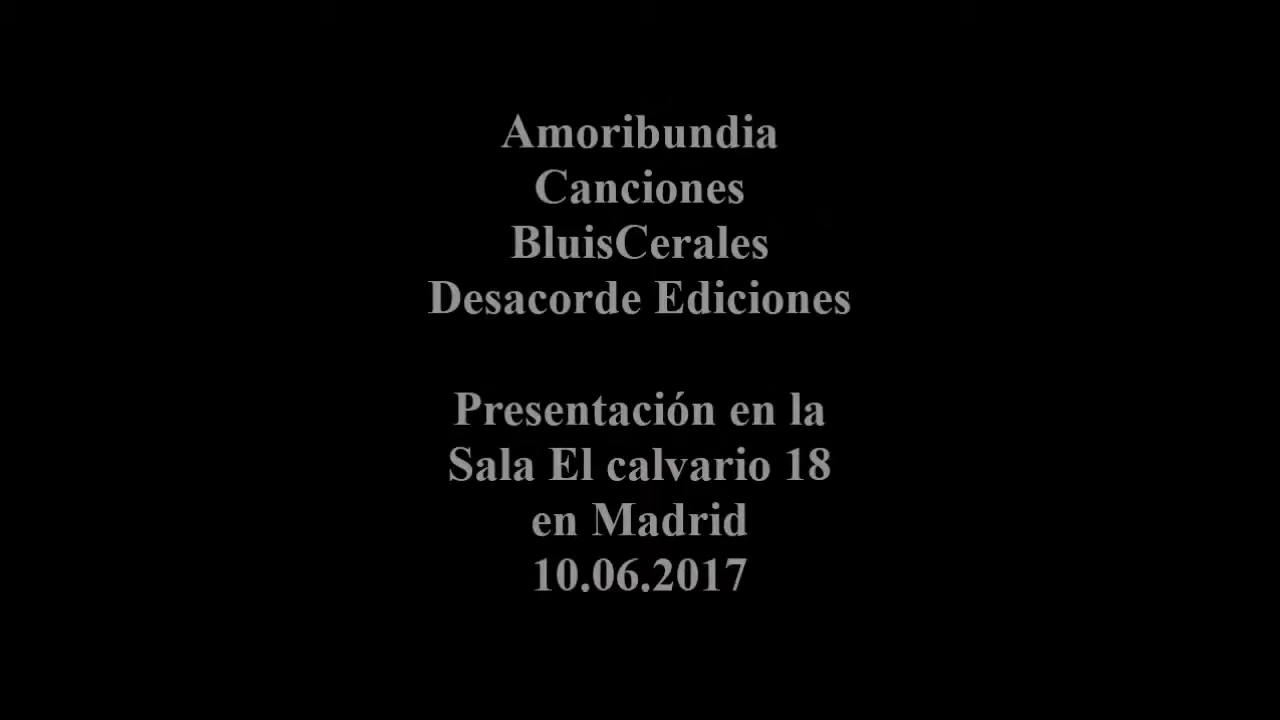 Amoribundia
Canciones
BluisCerales
Desacorde Ediciones
Presentación en la
Sala El calvario 18
en Madrid
10.06.2017